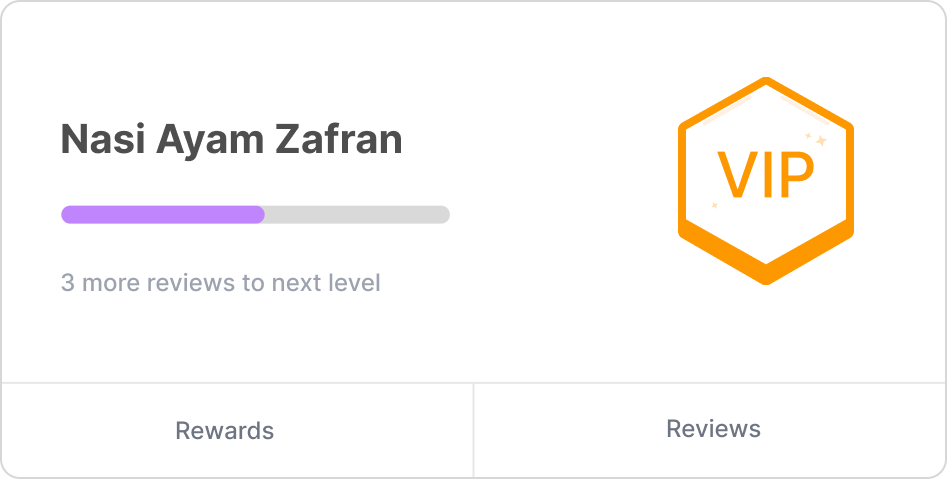 Nasi Ayam Zafran
VIP
3 more reviews to next level
Rewards
Reviews